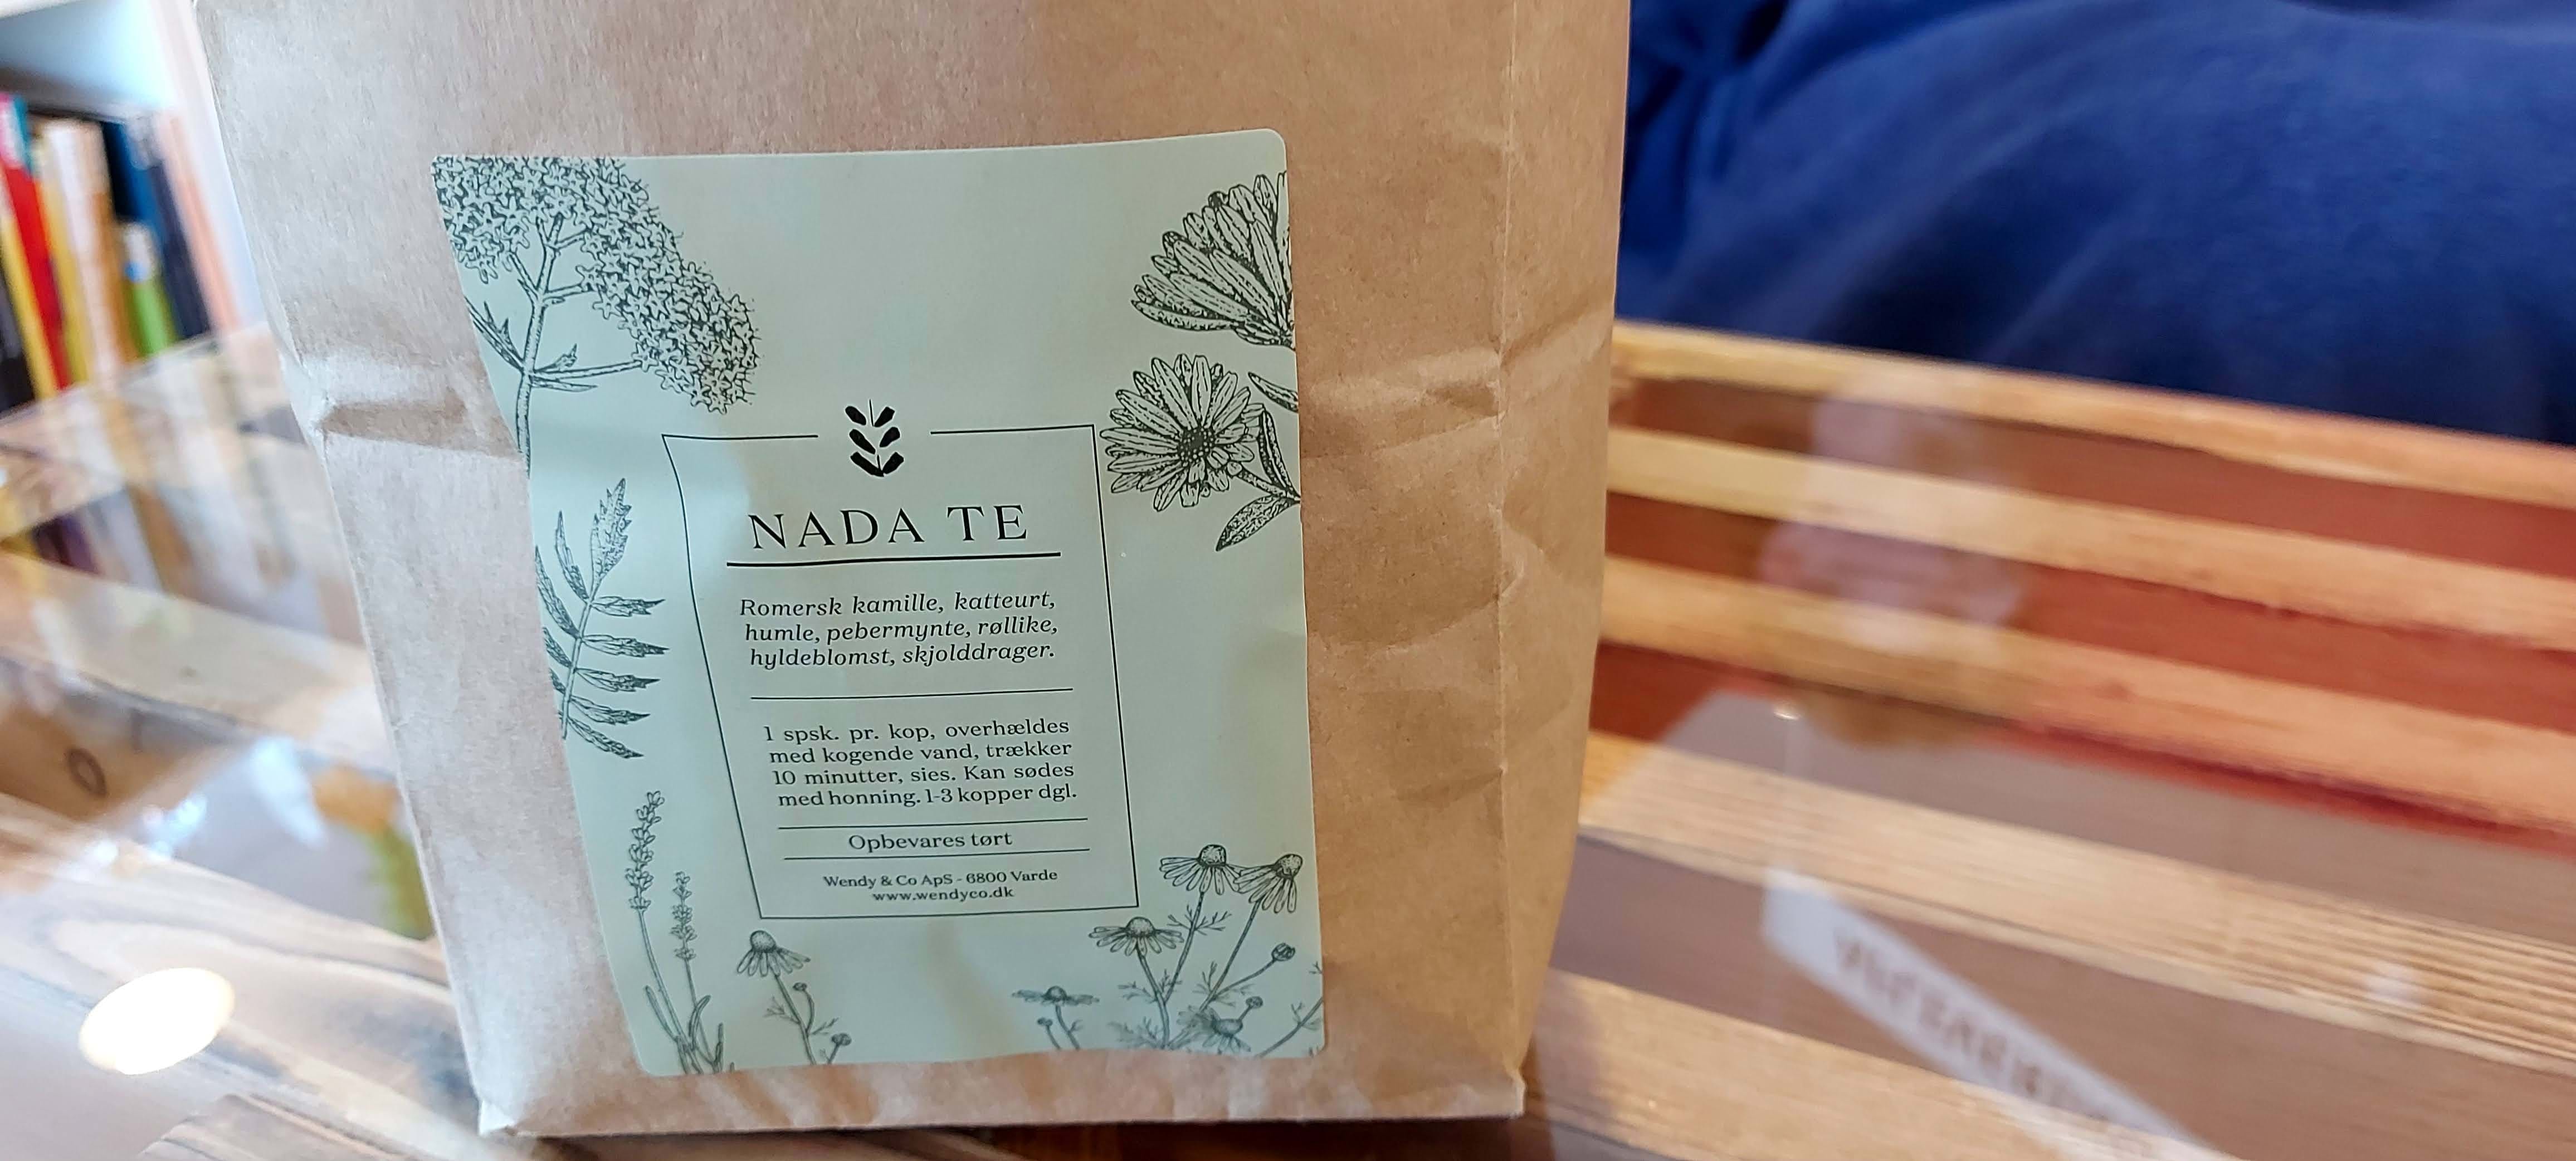 NADA TE
Romersk kamille, katteurt,
humle, pebermynte, røllike,
hyldeblomst, skjolddrager.
1 spsk. pr. kop, overhældes
med kogende vand, trækker
10 minutter, sies. Kan sødes
med honning. 1-3 kopper dgl.
Opbevares tørt
Wendy & Co ApS - 6800 Varde
www.wendyco.dk